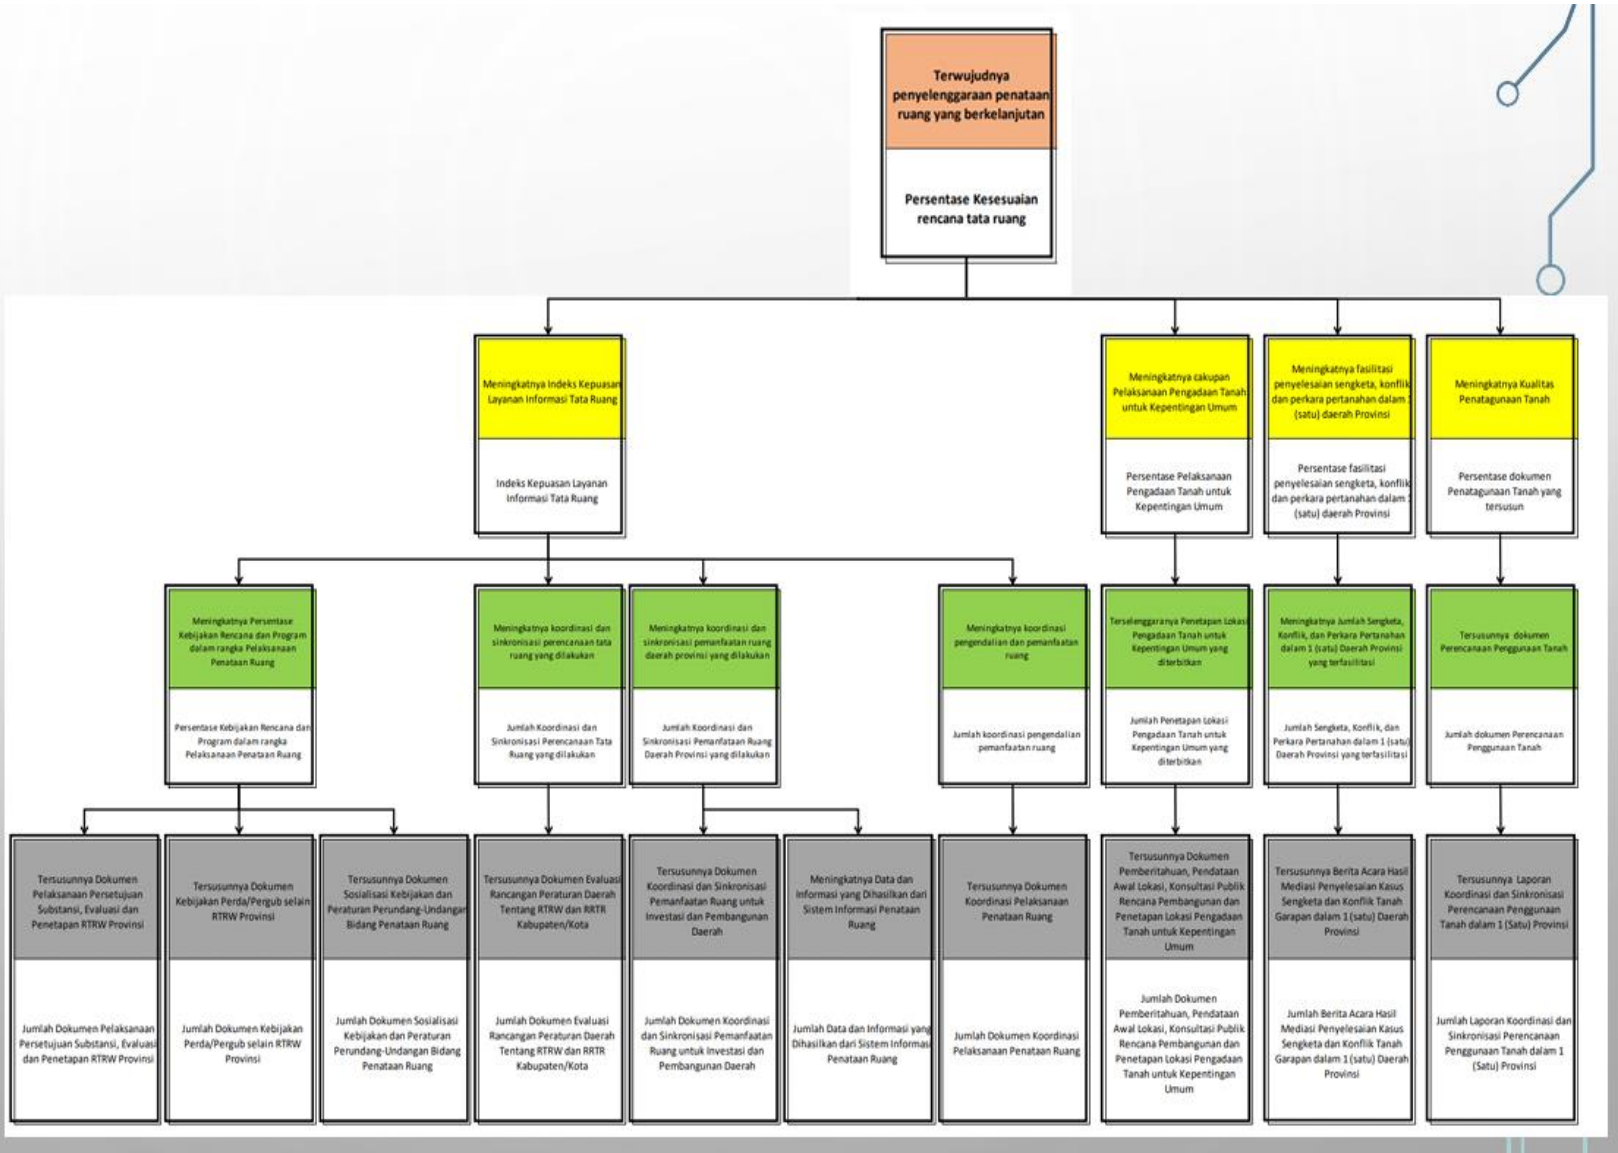 Terwujudnya
penyelenggaraan penataan
ruang yang berkelanjutan
Persentase Kesesuaian
rencana tata ruang
Meningkatnya Indeks Kepuasan
Layanan Informasi Tata Ruang
Indeks Kepuasan Layanan
Informasi Tata Ruang
Meningkatnya cakupan
Pelaksanaan Pengadaan Tanah
untuk Kepentingan Umum
Persentase Pelaksanaan
Pengadaan Tanah untuk
Kepentingan Umum
Meningkatnya fasilitasi
penyelesaian sengketa, konflik
dan perkara pertanahan dalam 1
(satu) daerah Provinsi
Persentase fasilitasi
penyelesaian sengketa, konflik
dan perkara pertanahan dalam 1
(satu) daerah Provinsi
Meningkatnya Kualitas
Penatagunaan Tanah
Persentase dokumen
Penatagunaan Tanah yang
tersusun
Meningkatnya Persentase
Kebijakan Rencana dan Program
dalam rangka Pelaksanaan
Penataan Ruang
Persentase Kebijakan Rencana dan
Program dalam rangka
Pelaksanaan Penataan Ruang
Meningkatnya koordinasi dan
sinkronisasi perencanaan tata
ruang yang dilakukan
Jumlah Koordinasi dan
Sinkronisasi Perencanaan Tata
Ruang yang dilakukan
Meningkatnya koordinasi dan
sinkronisasi pemanfaatan ruang
daerah provinsi yang dilakukan
Jumlah Koordinasi dan
Sinkronisasi Pemanfataan Ruang
Daerah Provinsi yang dilakukan
Meningkatnya koordinasi
pengendalian dan pemanfaatan
ruang
Jumlah koordinasi pengendalian
pemanfaatan ruang
Terselenggaranya Penetapan Lokasi
Pengadaan Tanah untuk
Kepentingan Umum yang
diterbitkan
Jumlah Penetapan Lokasi
Pengadaan Tanah untuk
Kepentingan Umum yang
diterbitkan
Meningkatnya Jumlah Sengketa,
Konflik, dan Perkara Pertanahan
dalam 1 (satu) Daerah Provinsi
yang terfasilitasi
Jumlah Sengketa, Konflik, dan
Perkara Pertanahan dalam 1 (satu)
Daerah Provinsi yang terfasilitasi
Tersusunnya dokumen
Perencanaan Penggunaan Tanah
Jumlah dokumen Perencanaan
Penggunaan Tanah
Tersusunnya Dokumen
Pelaksanaan Persetujuan
Substansi, Evaluasi dan
Penetapan RTRW Provinsi
Jumlah Dokumen Pelaksanaan
Persetujuan Substansi, Evaluasi
dan Penetapan RTRW Provinsi
Tersusunnya Dokumen
Kebijakan Perda/Pergub selain
RTRW Provinsi
Jumlah Dokumen Kebijakan
Perda/Pergub selain RTRW
Provinsi
Tersusunnya Dokumen
Sosialisasi Kebijakan dan
Peraturan Perundang-Undangan
Bidang Penataan Ruang
Jumlah Dokumen Sosialisasi
Kebijakan dan Peraturan
Perundang-Undangan Bidang
Penataan Ruang
Tersusunnya Dokumen Evaluasi
Rancangan Peraturan Daerah
Tentang RTRW dan RRTR
Kabupaten/Kota
Jumlah Dokumen Evaluasi
Rancangan Peraturan Daerah
Tentang RTRW dan RRTR
Kabupaten/Kota
Tersusunnya Dokumen
Koordinasi dan Sinkronisasi
Pemanfaatan Ruang untuk
Investasi dan Pembangunan
Daerah
Jumlah Dokumen Koordinasi
dan Sinkronisasi Pemanfaatan
Ruang untuk Investasi dan
Pembangunan Daerah
Meningkatnya Data dan
Informasi yang Dihasilkan dari
Sistem Informasi Penataan
Ruang
Jumlah Data dan Informasi yang
Dihasilkan dari Sistem Informasi
Penataan Ruang
Tersusunnya Dokumen
Koordinasi Pelaksanaan
Penataan Ruang
Jumlah Dokumen Koordinasi
Pelaksanaan Penataan Ruang
Tersusunnya Dokumen
Pemberitahuan, Pendataan
Awal Lokasi, Konsultasi Publik
Rencana Pembangunan dan
Penetapan Lokasi Pengadaan
Tanah untuk Kepentingan
Umum
Jumlah Dokumen
Pemberitahuan, Pendataan
Awal Lokasi, Konsultasi Publik
Rencana Pembangunan dan
Penetapan Lokasi Pengadaan
Tanah untuk Kepentingan
Umum
Tersusunnya Berita Acara Hasil
Mediasi Penyelesaian Kasus
Sengketa dan Konflik Tanah
Garapan dalam 1 (satu) Daerah
Provinsi
Jumlah Berita Acara Hasil
Mediasi Penyelesaian Kasus
Sengketa dan Konflik Tanah
Garapan dalam 1 (satu) Daerah
Provinsi
Tersusunnya Laporan
Koordinasi dan Sinkronisasi
Perencanaan Penggunaan
Tanah dalam 1 (Satu) Provinsi
Jumlah Laporan Koordinasi dan
Sinkronisasi Perencanaan
Penggunaan Tanah dalam 1
(Satu) Provinsi